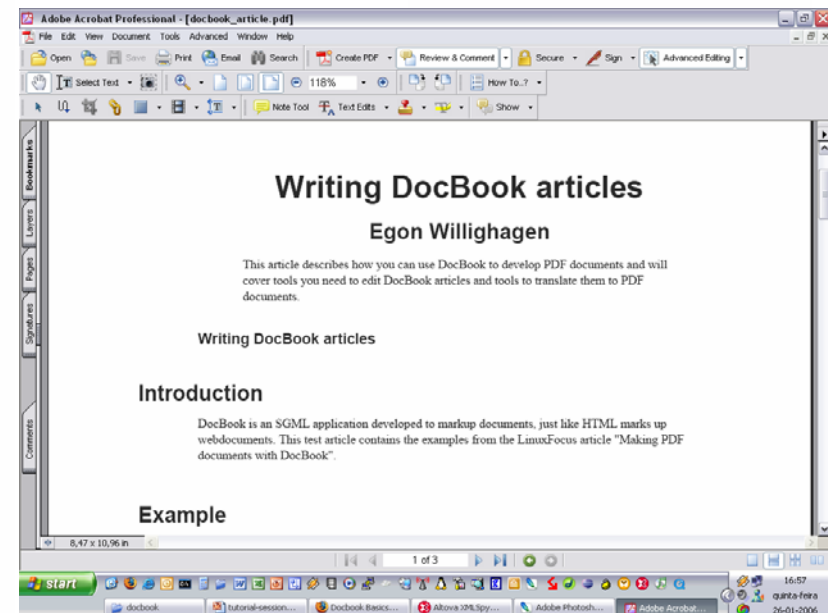 Adobe Acrobat Professional - [docbook_article.pdf]
File Edit View Document Tools Advanced Window Help
Open Save Print Email Search Create PDF Review & Comment Secure Sign Advanced Editing
Select Text 118% How To..?
Note Tool Text Edits Show
Bookmarks
Layers
Pages
Signatures
Comments
Writing DocBook articles
Egon Willighagen
This article describes how you can use DocBook to develop PDF documents and will
cover tools you need to edit DocBook articles and tools to translate them to PDF
documents.
Writing DocBook articles
Introduction
DocBook is an SGML application developed to markup documents, just like HTML marks up
webdocuments. This test article contains the examples from the LinuxFocus article "Making PDF
documents with DocBook".
Example
8,47 x 10,96 in
1 of 3
start
16:57
docbook tutorial-session... Docbook Basics... Altova XMLSpy... Adobe Photosh... Adobe Acrobat...
quinta-feira
26-01-2006